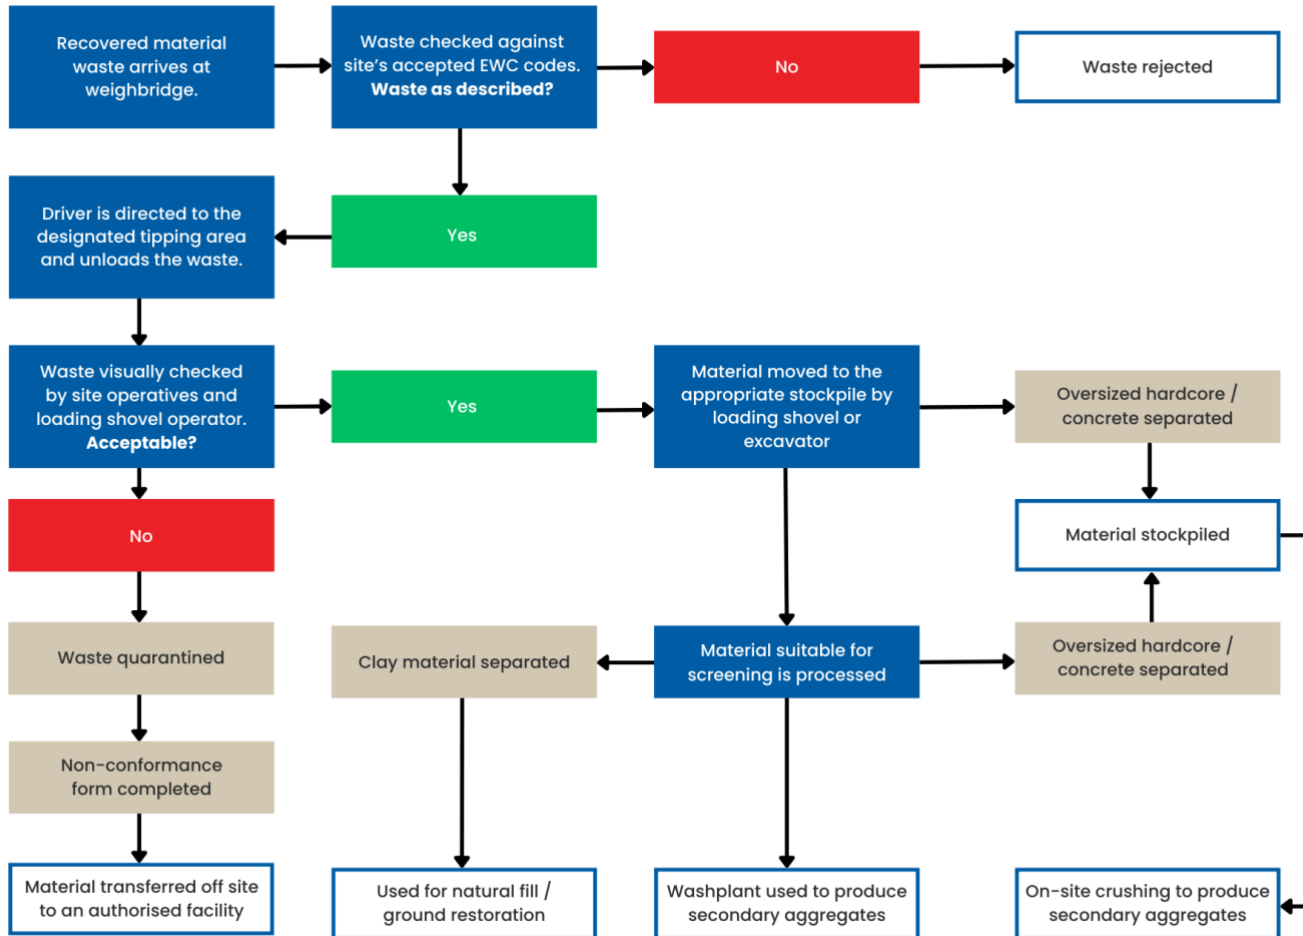 Recovered material
waste arrives at
weighbridge.
Waste checked against
site's accepted EWC codes.
Waste as described?
No
Waste rejected
Driver is directed to the
designated tipping area
and unloads the waste.
Yes
Waste visually checked
by site operatives and
loading shovel operator.
Acceptable?
Yes
Material moved to the
appropriate stockpile by
loading shovel or
excavator
Oversized hardcore /
concrete separated
No
Material stockpiled
Waste quarantined
Clay material separated
Material suitable for
screening is processed
Oversized hardcore /
concrete separated
Non-conformance
form completed
Material transferred off site
to an authorised facility
Used for natural fill /
ground restoration
Washplant used to produce
secondary aggregates
On-site crushing to produce
secondary aggregates